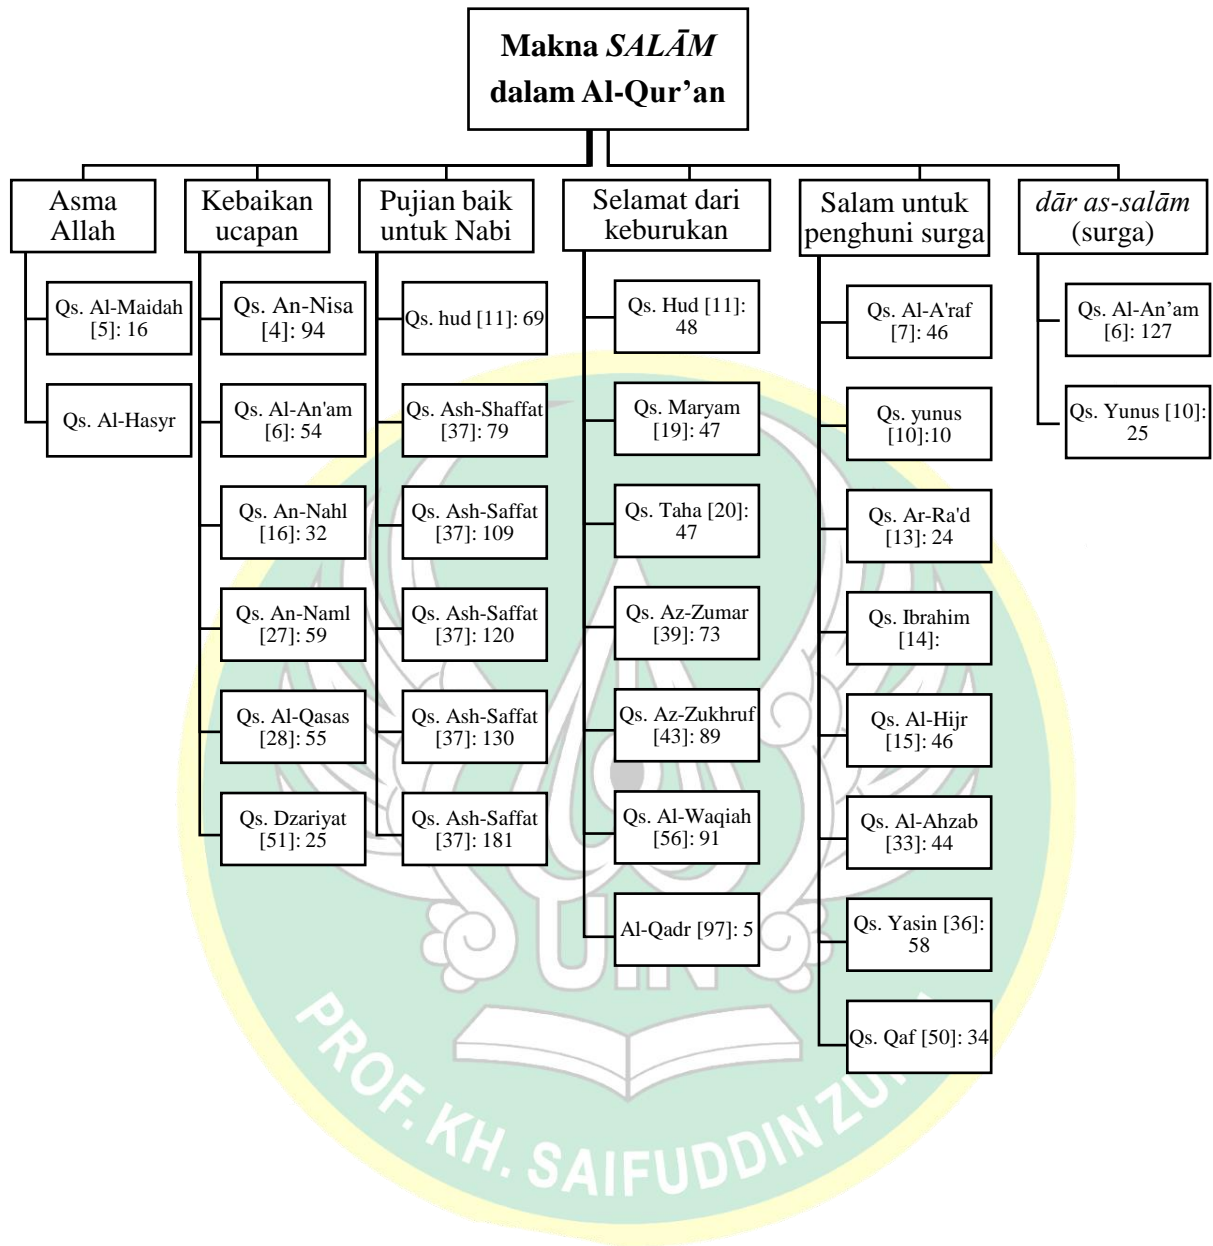 Makna SALĀM
dalam Al-Qur’an
Asma
Allah
Qs. Al-Maidah
[5]: 16
Qs. Al-Hasyr
Kebaikan
ucapan
Qs. An-Nisa
[4]: 94
Qs. Al-An'am
[6]: 54
Qs. An-Nahl
[16]: 32
Qs. An-Naml
[27]: 59
Qs. Al-Qasas
[28]: 55
Qs. Dzariyat
[51]: 25
Pujian baik
untuk Nabi
Qs. hud [11]: 69
Qs. Ash-Shaffat
[37]: 79
Qs. Ash-Saffat
[37]: 109
Qs. Ash-Saffat
[37]: 120
Qs. Ash-Saffat
[37]: 130
Qs. Ash-Saffat
[37]: 181
Selamat dari
keburukan
Qs. Hud [11]:
48
Qs. Maryam
[19]: 47
Qs. Taha [20]:
47
Qs. Az-Zumar
[39]: 73
Qs. Az-Zukhruf
[43]: 89
Qs. Al-Waqiah
[56]: 91
Al-Qadr [97]: 5
Salam untuk
penghuni surga
Qs. Al-A'raf
[7]: 46
Qs. yunus
[10]:10
Qs. Ar-Ra'd
[13]: 24
Qs. Ibrahim
[14]:
Qs. Al-Hijr
[15]: 46
Qs. Al-Ahzab
[33]: 44
Qs. Yasin [36]:
58
Qs. Qaf [50]: 34
dār as-salām
(surga)
Qs. Al-An’am
[6]: 127
Qs. Yunus [10]:
25
UIN
PROF. KH. SAIFUDDIN